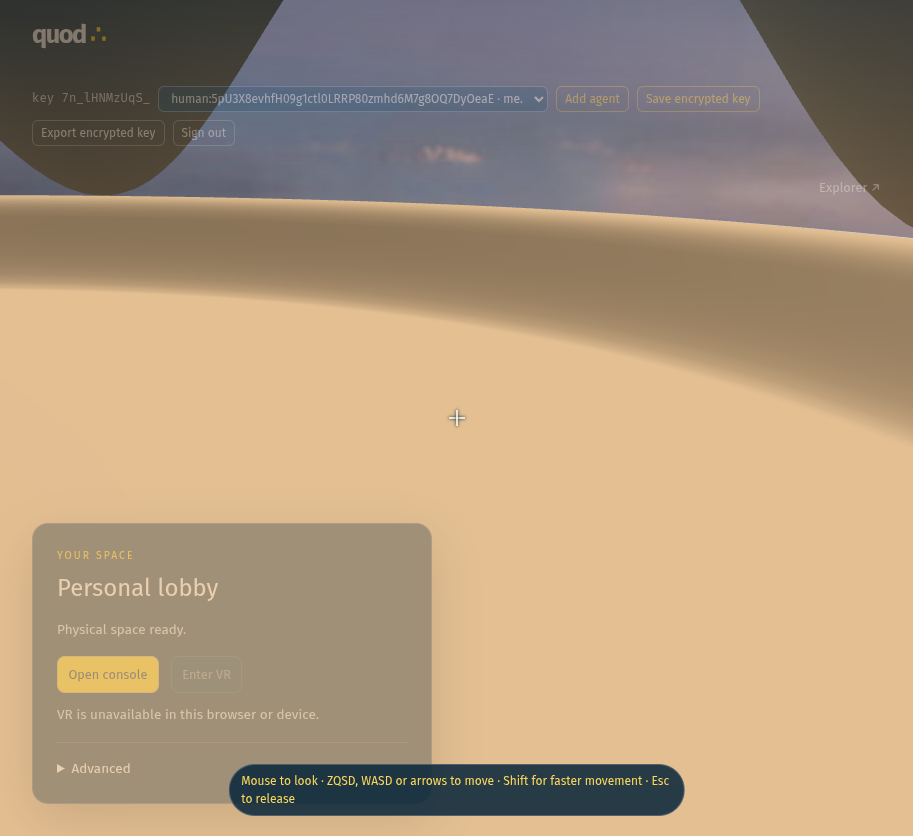 quod
key 7n_lHNMzUqS_ human:5pU3X8evhfH09g1ctl0LRRP80zmhd6M7g8OQ7DyOeaE · me. Add agent Save encrypted key
Export encrypted key Sign out
Explorer ↗
YOUR SPACE
Personal lobby
Physical space ready.
Open console Enter VR
VR is unavailable in this browser or device.
Advanced
Mouse to look · ZQSD, WASD or arrows to move · Shift for faster movement · Esc
to release